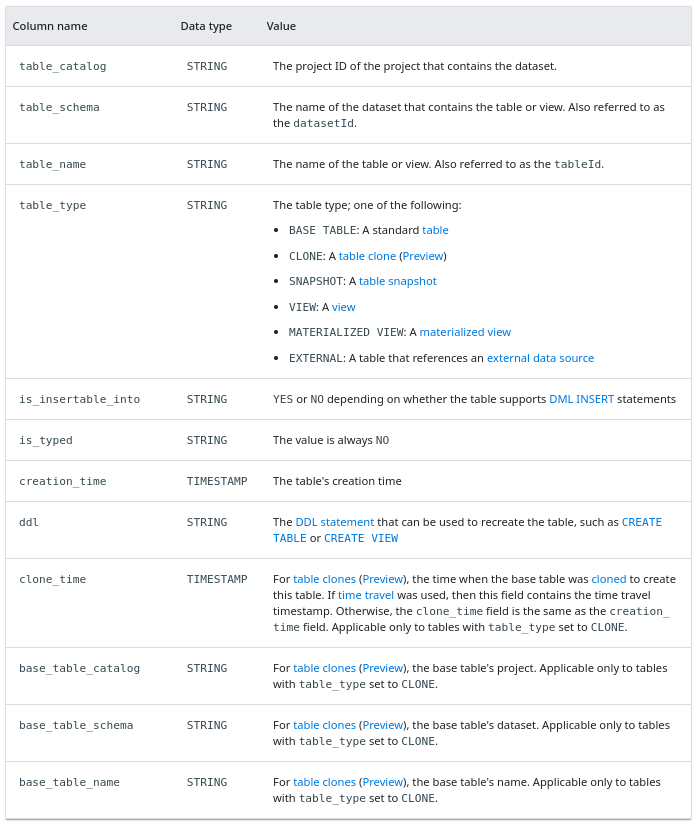 Column name Data type Value
table_catalog STRING The project ID of the project that contains the dataset.
table_schema STRING The name of the dataset that contains the table or view. Also referred to as
the datasetId.
table_name STRING The name of the table or view. Also referred to as the tableId.
table_type STRING The table type; one of the following:
• BASE TABLE: A standard table
• CLONE: A table clone (Preview)
• SNAPSHOT: A table snapshot
• VIEW: A view
• MATERIALIZED VIEW: A materialized view
• EXTERNAL: A table that references an external data source
is_insertable_into STRING YES or NO depending on whether the table supports DML INSERT statements
is_typed STRING The value is always NO
creation_time TIMESTAMP The table's creation time
ddl STRING The DDL statement that can be used to recreate the table, such as CREATE
TABLE or CREATE VIEW
clone_time TIMESTAMP For table clones (Preview), the time when the base table was cloned to create
this table. If time travel was used, then this field contains the time travel
timestamp. Otherwise, the clone_time field is the same as the creation_
time field. Applicable only to tables with table_type set to CLONE.
base_table_catalog STRING For table clones (Preview), the base table's project. Applicable only to tables
with table_type set to CLONE.
base_table_schema STRING For table clones (Preview), the base table's dataset. Applicable only to tables
with table_type set to CLONE.
base_table_name STRING For table clones (Preview), the base table's name. Applicable only to tables
with table_type set to CLONE.